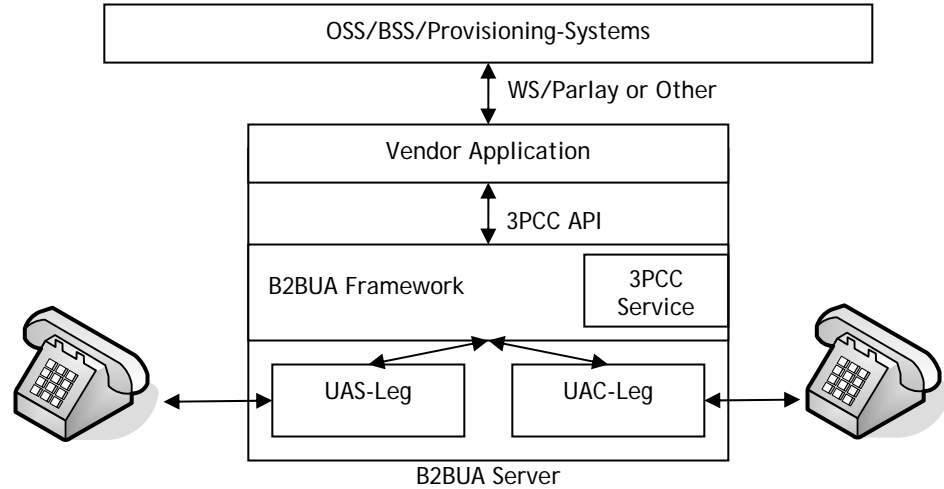 OSS/BSS/Provisioning-Systems
WS/Parlay or Other
Vendor Application
3PCC API
B2BUA Framework
3PCC
Service
UAS-Leg
UAC-Leg
B2BUA Server